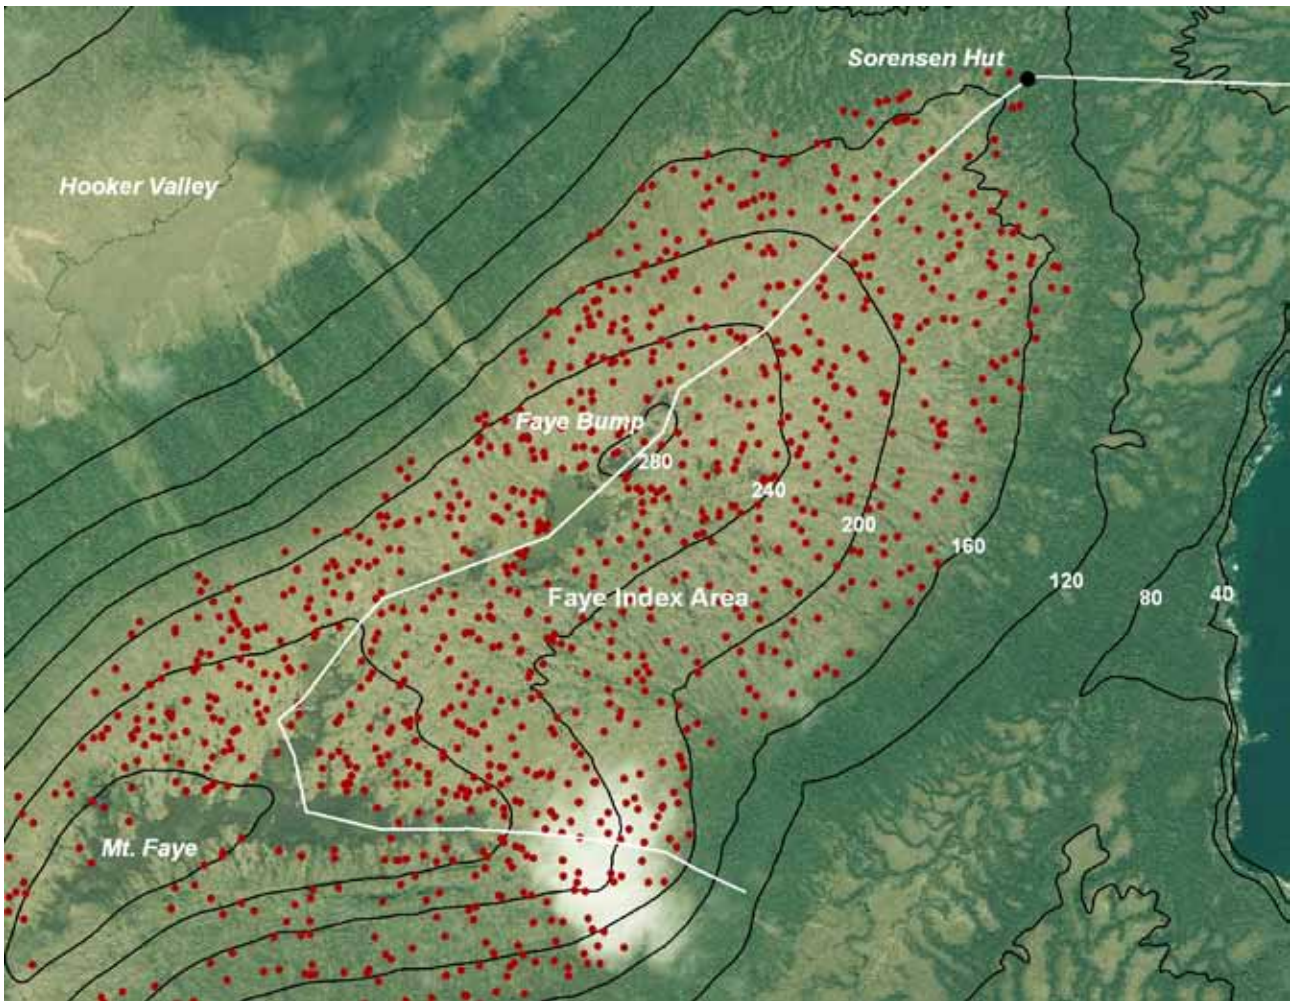 Sorensen Hut
Hooker Valley
Faye Bump
280
240
200
160
Faye Index Area
120
80
40
Mt. Faye